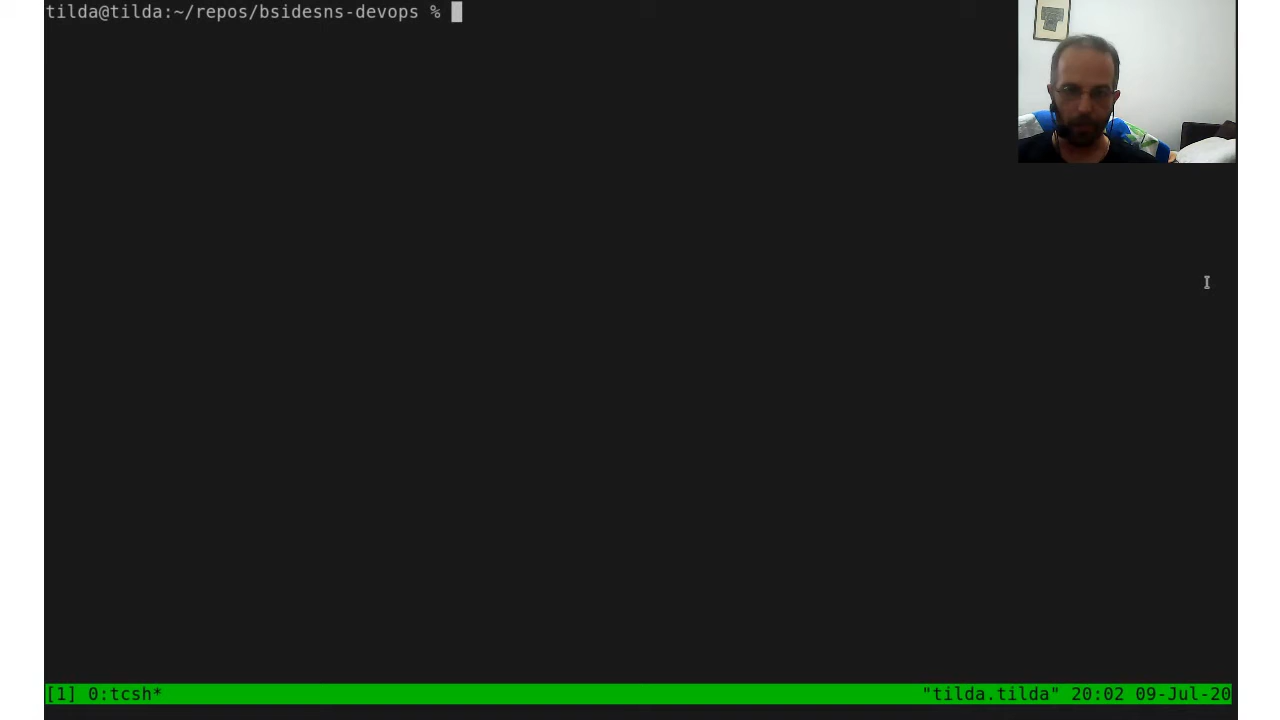 tilda@tilda:~/repos/bsidesns-devops %
[1] 0:tcsh* "tilda.tilda" 20:02 09-Jul-20